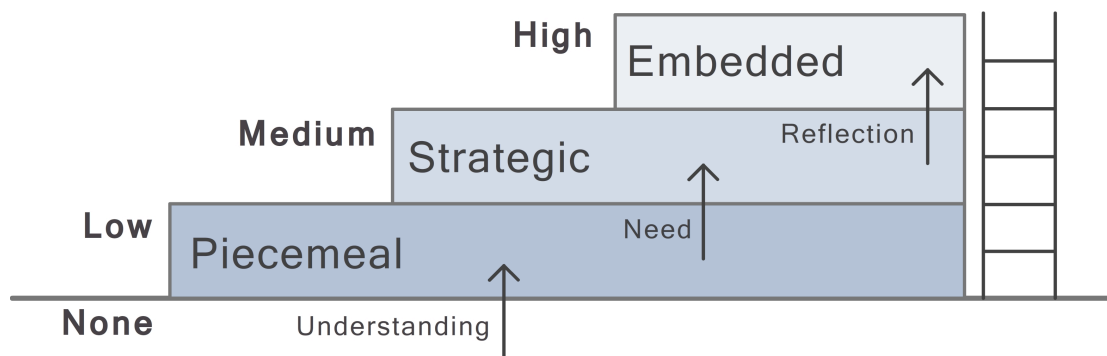 High
Embedded
Medium
Reflection
Strategic
Low
Need
Piecemeal
None
Understanding